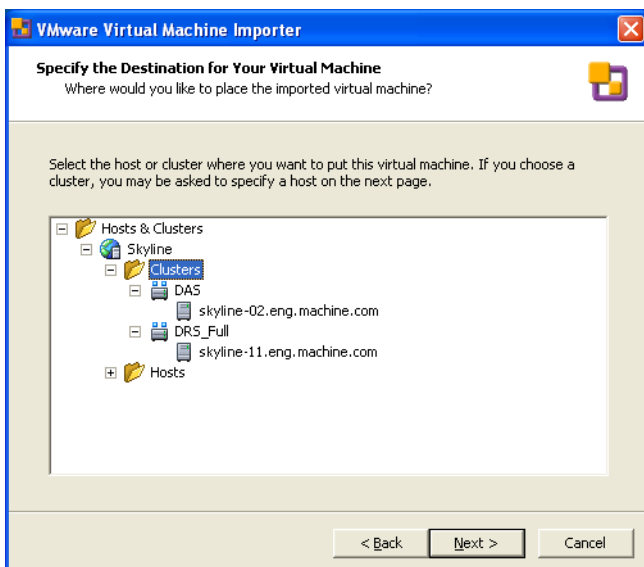 VMware Virtual Machine Importer
Specify the Destination for Your Virtual Machine
Where would you like to place the imported virtual machine?
Select the host or cluster where you want to put this virtual machine. If you choose a
cluster, you may be asked to specify a host on the next page.
Hosts & Clusters
Skyline
Clusters
DAS
skyline-02.eng.machine.com
DRS_Full
skyline-11.eng.machine.com
Hosts
< Back Next > Cancel